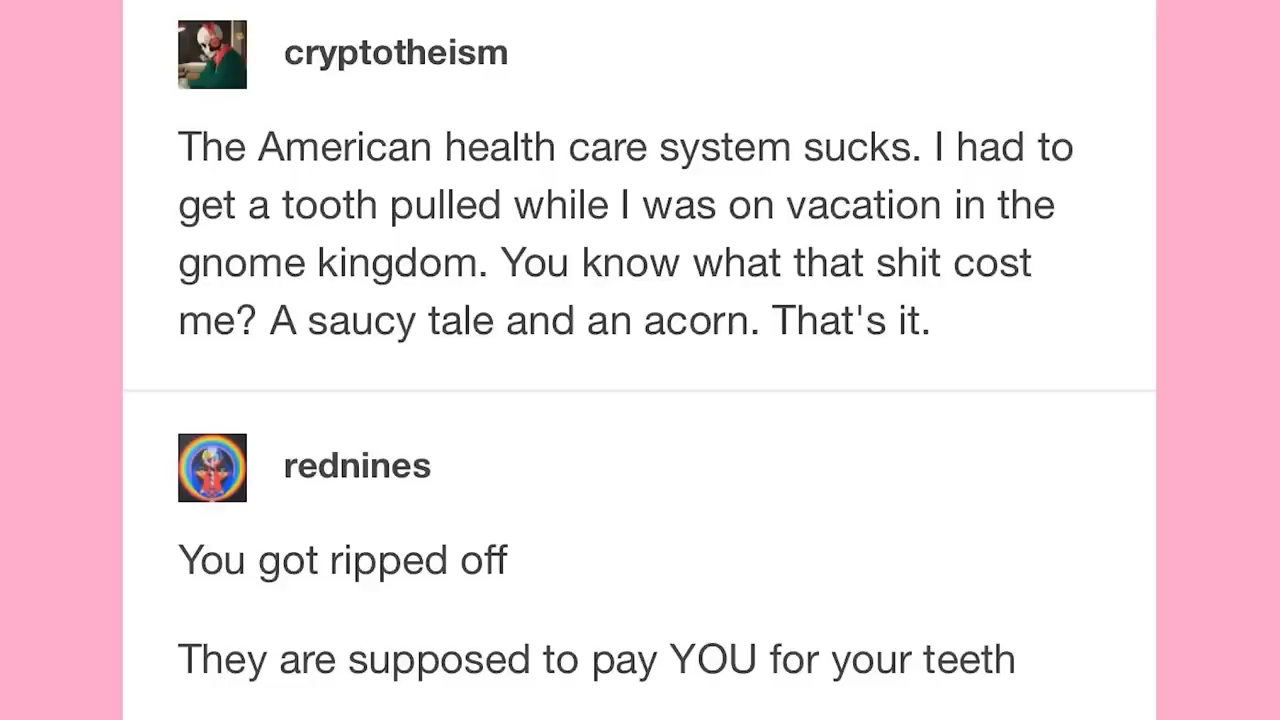 cryptotheism
The American health care system sucks. I had to
get a tooth pulled while I was on vacation in the
gnome kingdom. You know what that shit cost
me? A saucy tale and an acorn. That's it.
rednines
You got ripped off
They are supposed to pay YOU for your teeth